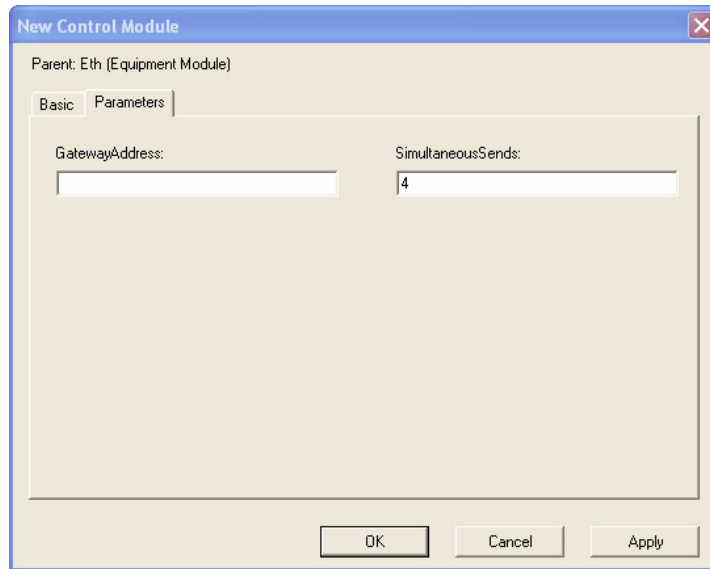 New Control Module
Parent: Eth (Equipment Module)
Basic Parameters
GatewayAddress: SimultaneousSends:
4
OK Cancel Apply